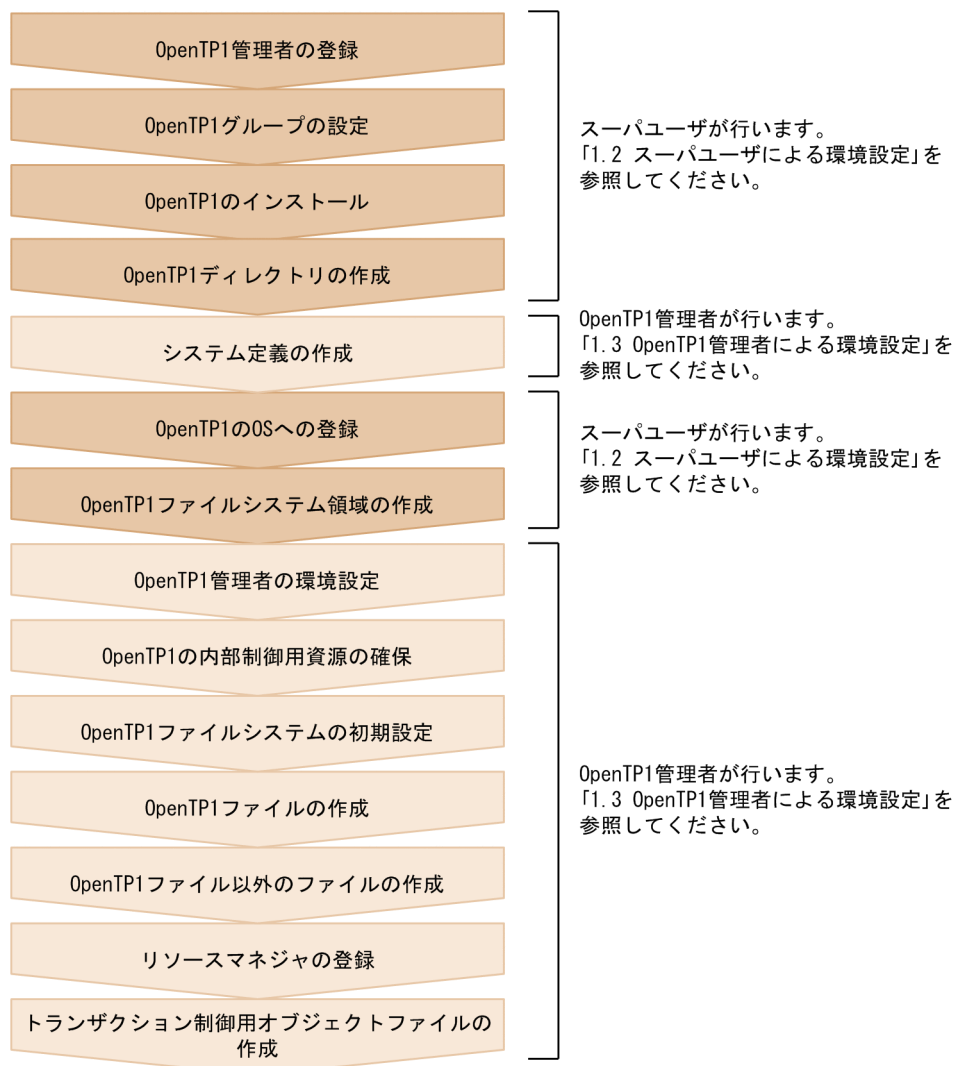 OpenTP1管理者の登録
OpenTP1グループの設定
OpenTP1のインストール
OpenTP1ディレクトリの作成
スーパユーザが行います。
「1.2 スーパユーザによる環境設定」を
参照してください。
システム定義の作成
OpenTP1管理者が行います。
「1.3 OpenTP1管理者による環境設定」を
参照してください。
OpenTP1のOSへの登録
OpenTP1ファイルシステム領域の作成
スーパユーザが行います。
「1.2 スーパユーザによる環境設定」を
参照してください。
OpenTP1管理者の環境設定
OpenTP1の内部制御用資源の確保
OpenTP1ファイルシステムの初期設定
OpenTP1ファイルの作成
OpenTP1ファイル以外のファイルの作成
リソースマネジャの登録
トランザクション制御用オブジェクトファイルの
作成
OpenTP1管理者が行います。
「1.3 OpenTP1管理者による環境設定」を
参照してください。